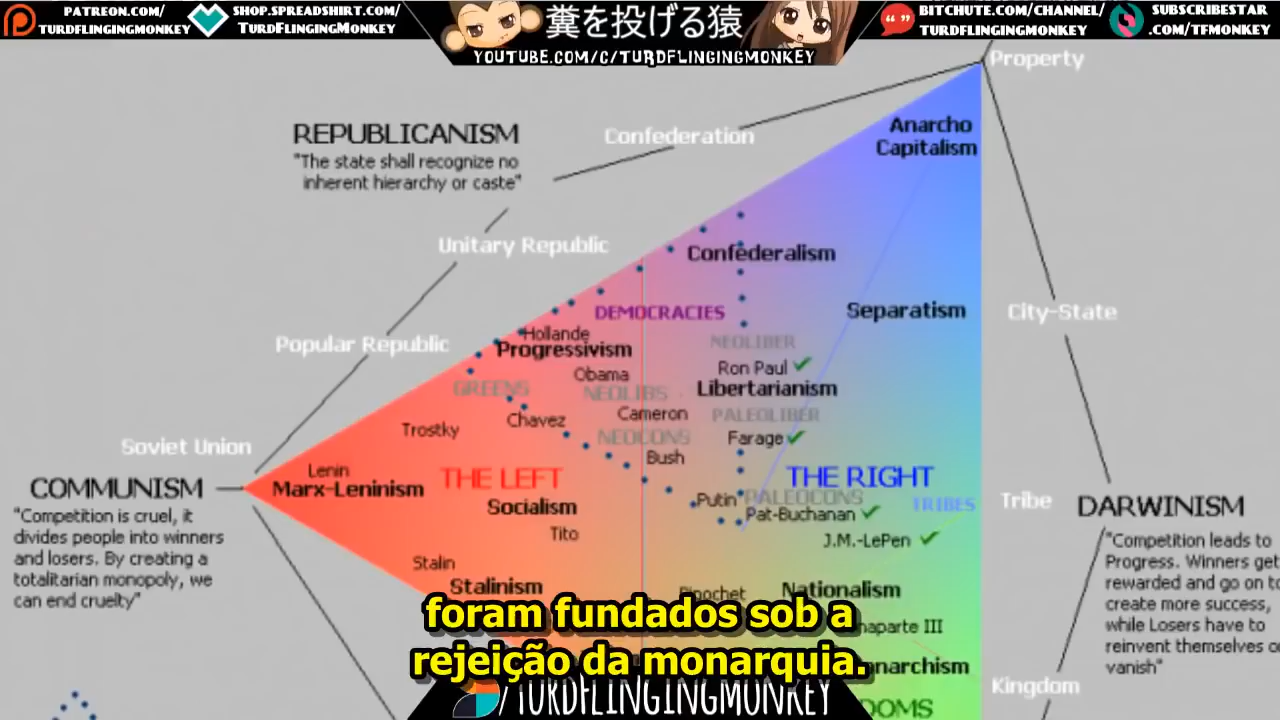 PATREON.COM/
TURDFLINGINGMONKEY
SHOP.SPREADSHIRT.COM/
TURDFLINGINGMONKEY
糞を投げる猿
YOUTUBE.COM/C/TURDFLINGINGMONKEY
BITCHUTE.COM/CHANNEL/
TURDFLINGINGMONKEY
SUBSCRIBESTAR
.COM/TFMONKEY
Property
REPUBLICANISM
"The state shall recognize no
inherent hierarchy or caste"
Confederation
Anarcho
Capitalism
Unitary Republic
Confederalism
DEMOCRACIES
Separatism
City-State
Popular Republic
Hollande
Progressivism
NEOLIBER
Ron Paul
Obama
GREENS
NEOLIBS
Libertarianism
Chavez
Cameron
PALEOLIBER
Trotsky
NEOCONS
Farage
Soviet Union
Bush
COMMUNISM
Lenin
Marx-Leninism
THE LEFT
THE RIGHT
"Competition is cruel, it
divides people into winners
and losers. By creating a
totalitarian monopoly, we
can end cruelty"
Socialism
Putin
PALEOCONS
Pat-Buchanan
TRIBES
Tribe
DARWINISM
Tito
J.M.-LePen
"Competition leads to
Progress. Winners get
rewarded and go on to
create more success,
while Losers have to
reinvent themselves o
vanish"
Stalin
Stalinism
Pinochet
Nationalism
foram fundados sob a
rejeição da monarquia.
naparte III
narchism
Kingdom
/TURDFLINGINGMONKEY
DOMS